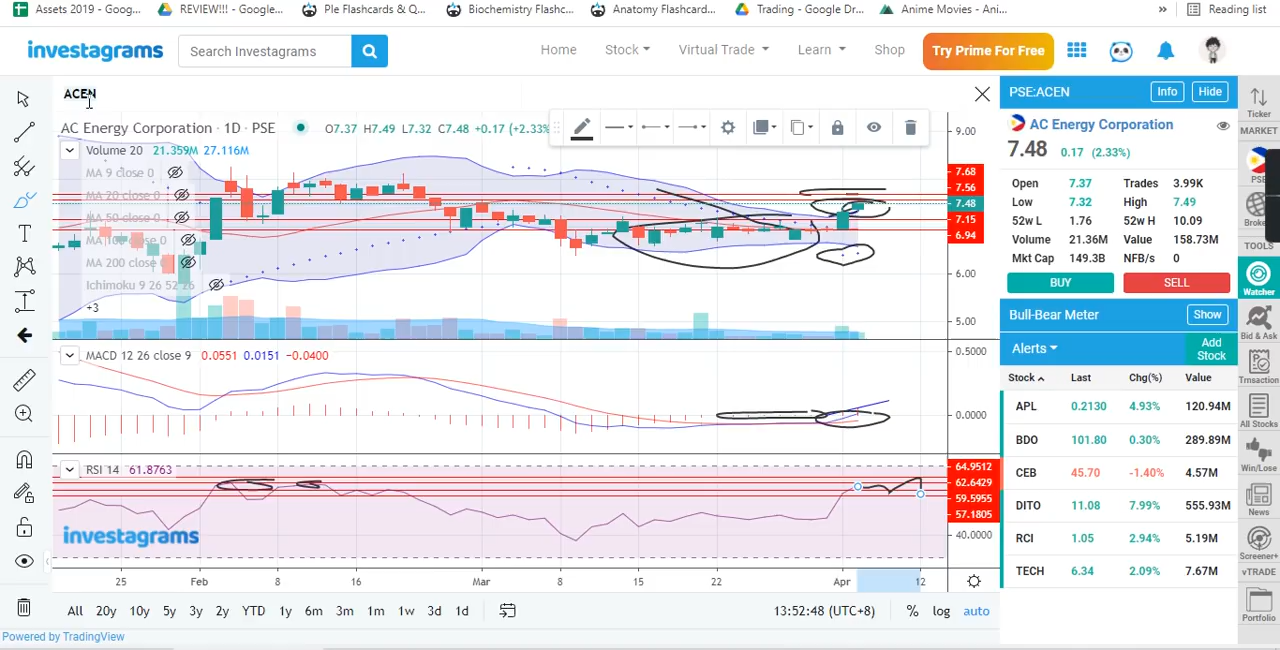 Assets 2019 - Goog...
REVIEW!!! - Google...
Ple Flashcards & Q...
Biochemistry Flashc...
Anatomy Flashcard...
Trading - Google Dr...
Anime Movies - Ani...
»
Reading list
investagrams
Search Investagrams
Home
Stock
Virtual Trade
Learn
Shop
Try Prime For Free
ACEN
AC Energy Corporation · 1D · PSE
O7.37 H7.49 L7.32 C7.48 +0.17 (+2.33%
Volume 20 21.359M 27.116M
MA 9 close 0
MA 20 close 0
MA 50 close 0
MA 100 close 0
MA 200 close 0
Ichimoku 9 26 52 26
+3
9.00
7.68
7.56
7.48
7.15
6.94
6.00
5.00
MACD 12 26 close 9 0.0551 0.0151 −0.0400
0.5000
0.0000
RSI 14 61.8763
64.9512
62.6429
59.5955
57.1805
40.0000
investagrams
25 Feb 8 16 Mar 8 15 22 Apr 12
All 20y 10y 5y 3y 2y YTD 1y 6m 3m 1m 1w 3d 1d
13:52:48 (UTC+8) % log auto
Powered by TradingView
PSE:ACEN Info Hide
AC Energy Corporation
7.48 0.17 (2.33%)
Open 7.37 Trades 3.99K
Low 7.32 High 7.49
52w L 1.76 52w H 10.09
Volume 21.36M Value 158.73M
Mkt Cap 149.3B NFB/s 0
BUY SELL
Bull-Bear Meter Show
Alerts Add Stock
Stock Last Chg(%) Value
APL 0.2130 4.93% 120.94M
BDO 101.80 0.30% 289.89M
CEB 45.70 -1.40% 4.57M
DITO 11.08 7.99% 555.93M
RCI 1.05 2.94% 5.19M
TECH 6.34 2.09% 7.67M
Ticker
MARKET
PSE
TOOLS
Watcher
Bid & Ask
Trnsaction
All Stocks
Win/Lose
News
Screener+
vTRADE
Portfolio